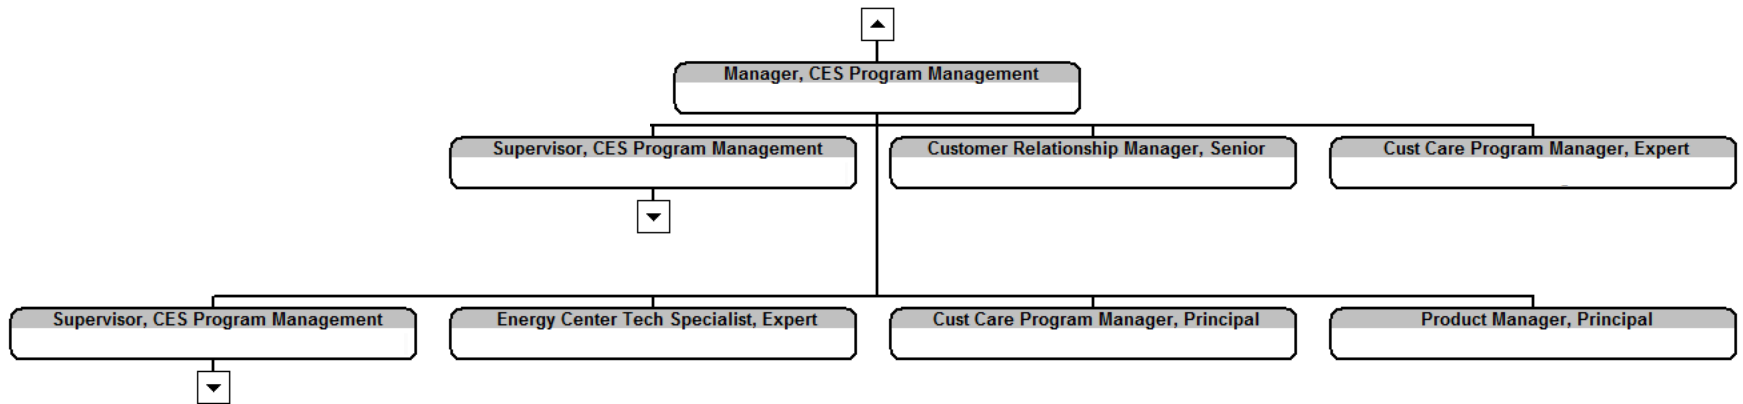 Manager, CES Program Management
Supervisor, CES Program Management
Customer Relationship Manager, Senior
Cust Care Program Manager, Expert
Supervisor, CES Program Management
Energy Center Tech Specialist, Expert
Cust Care Program Manager, Principal
Product Manager, Principal